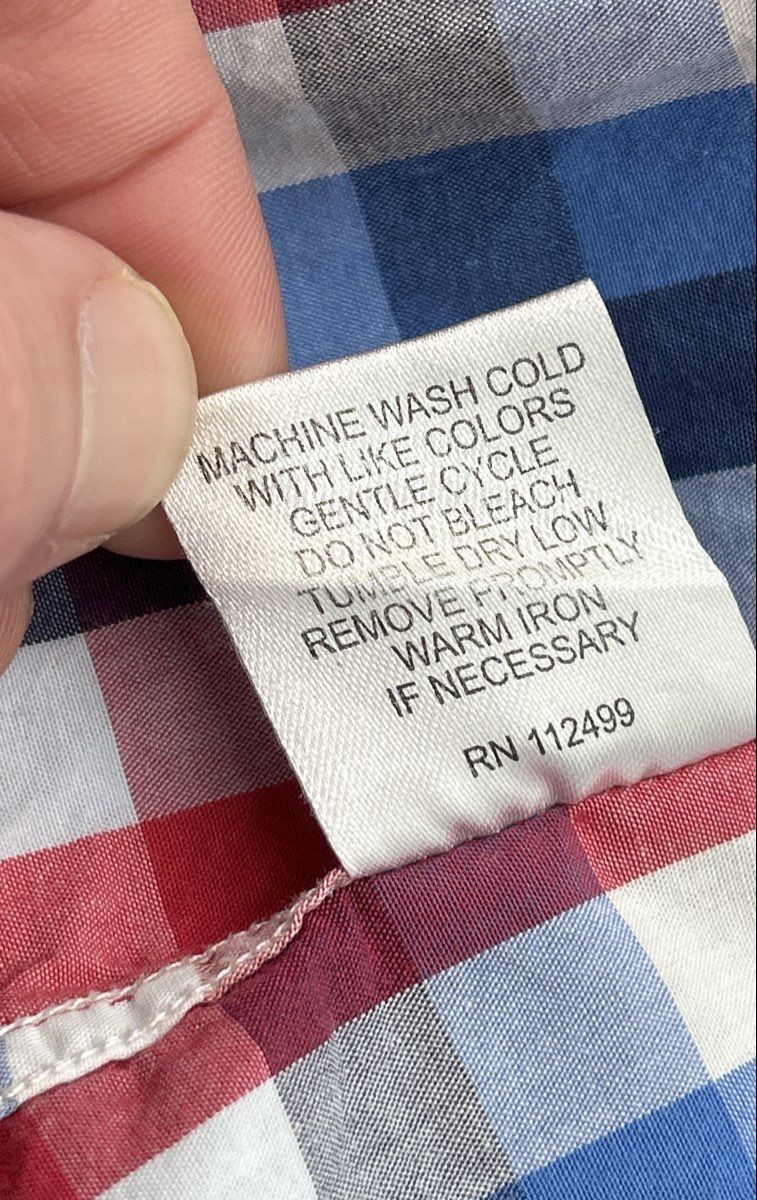 MACHINE WASH COLD
WITH LIKE COLORS
GENTLE CYCLE
DO NOT BLEACH
TUMBLE DRY LOW
REMOVE PROMPTLY
WARM IRON
IF NECESSARY
RN 112499